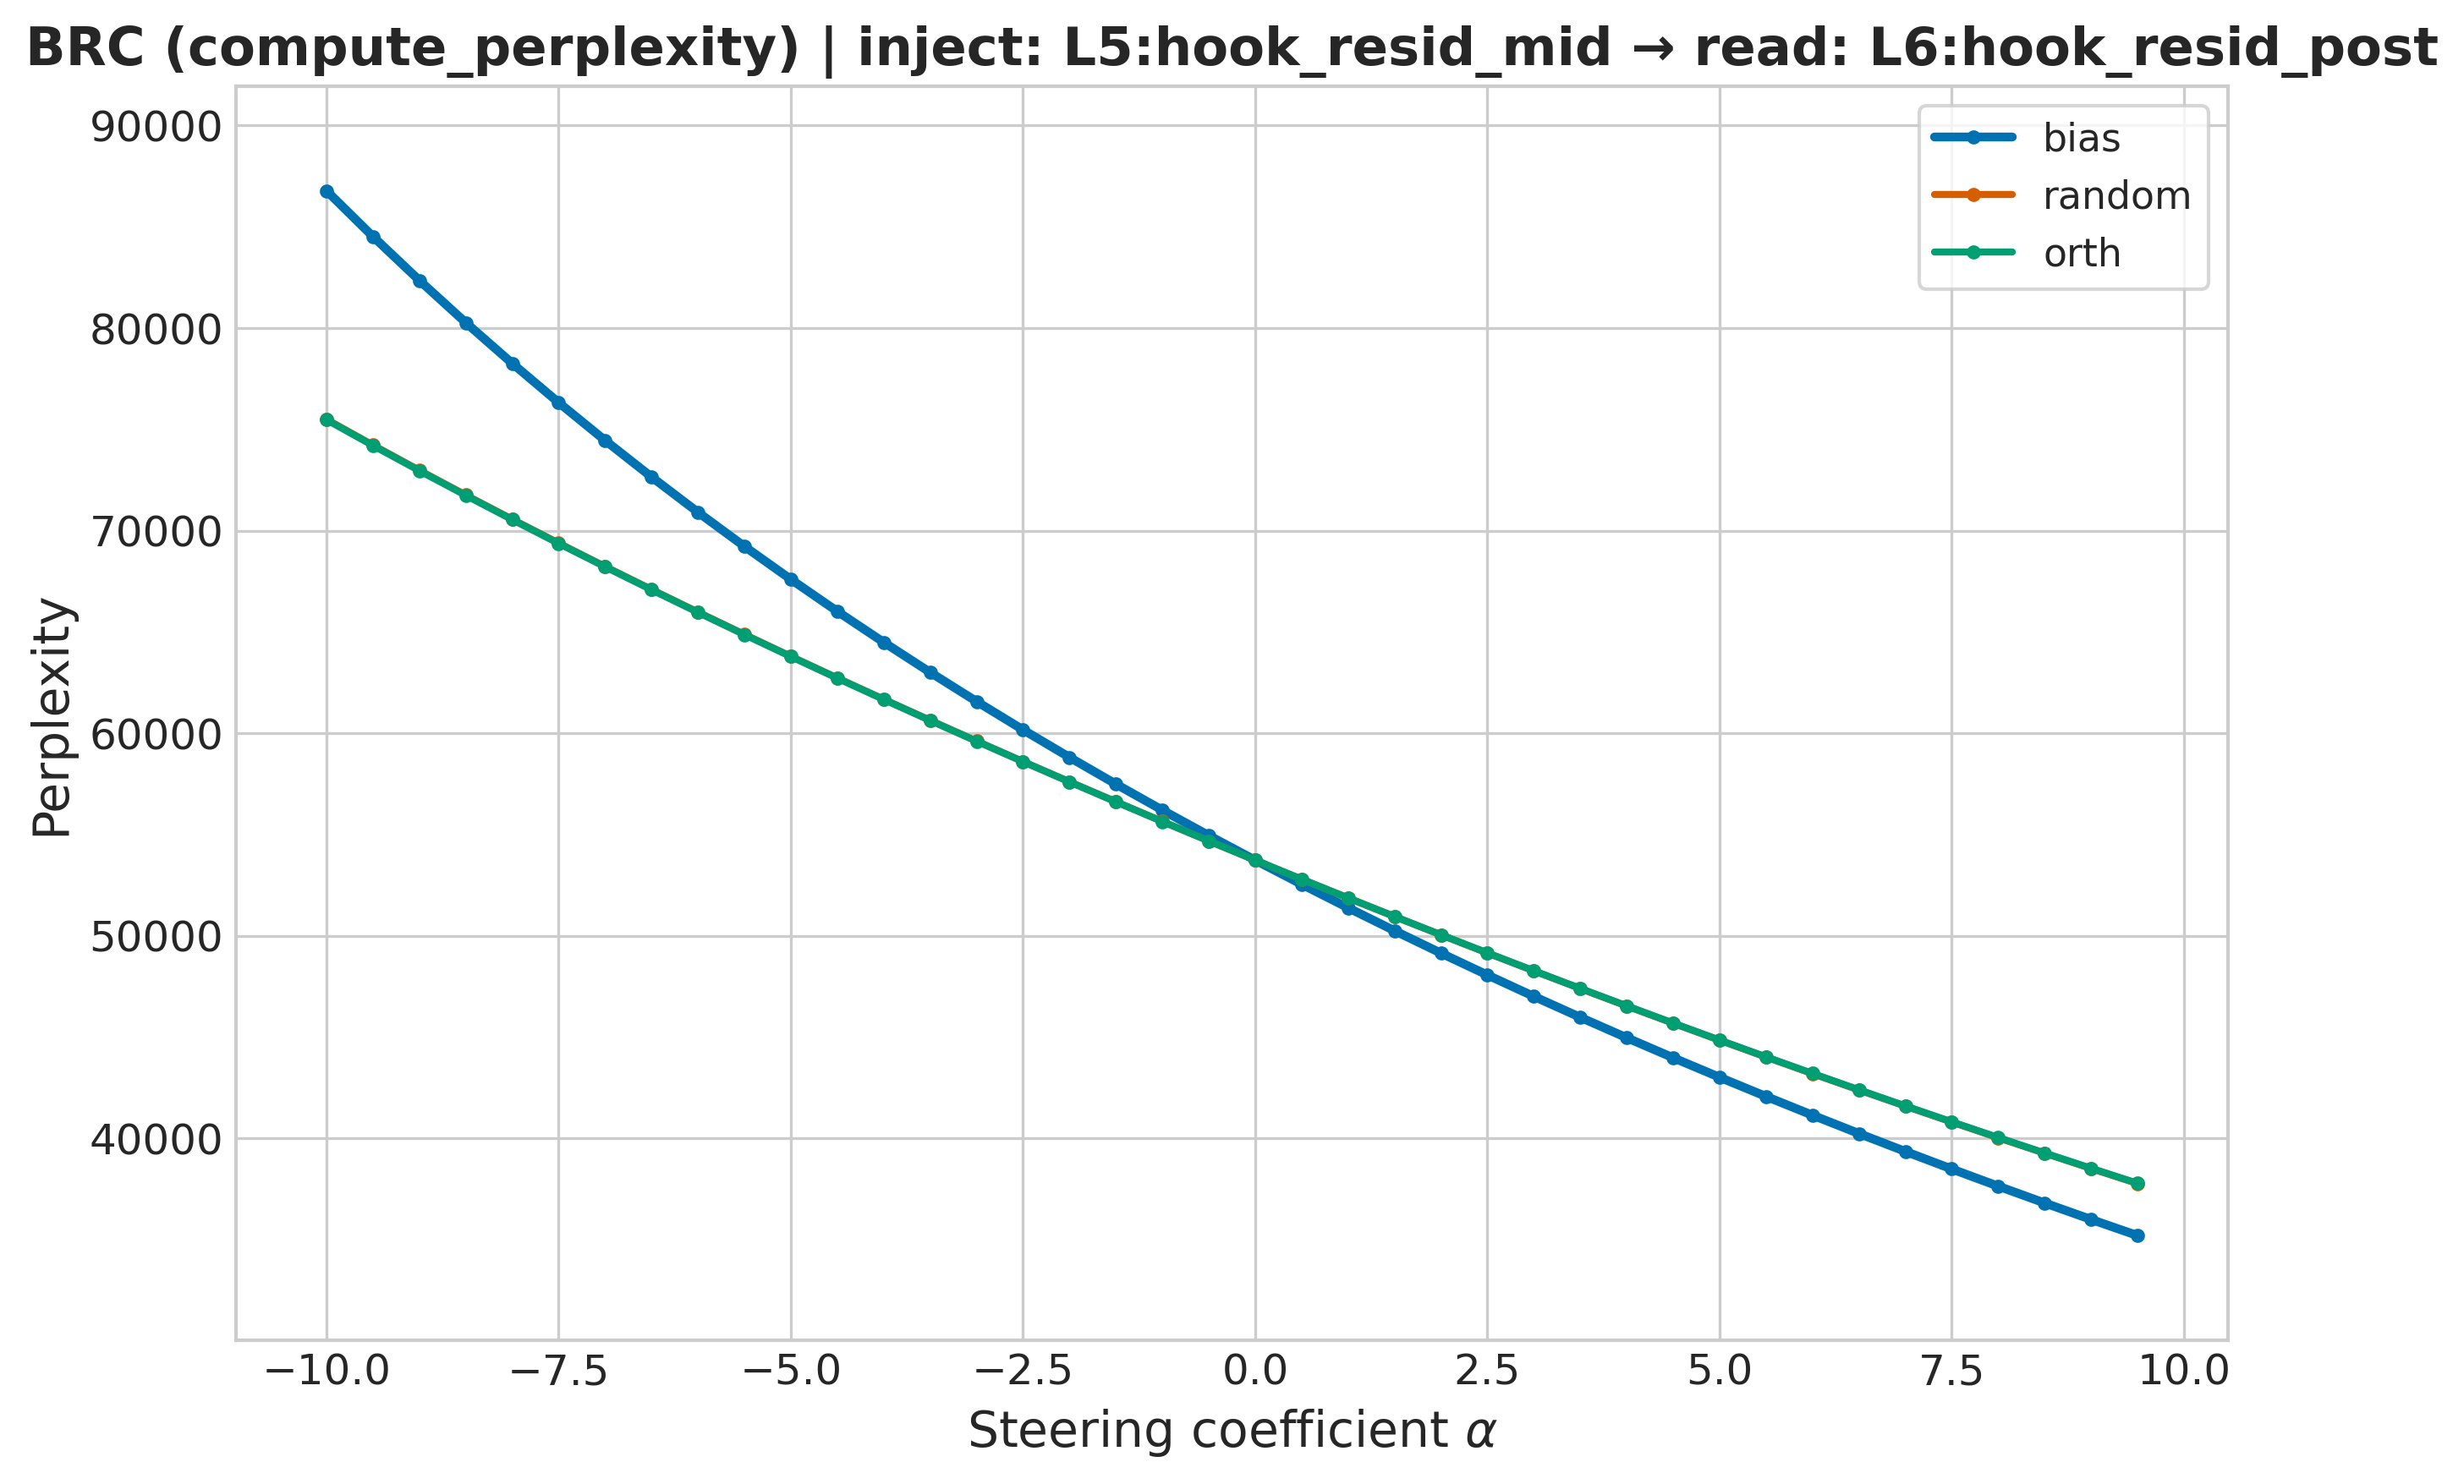 BRC (compute_perplexity) | inject: L5:hook_resid_mid → read: L6:hook_resid_post
90000
80000
70000
60000
50000
40000
Perplexity
bias
random
orth
−10.0 −7.5 −5.0 −2.5 0.0 2.5 5.0 7.5 10.0
Steering coefficient α